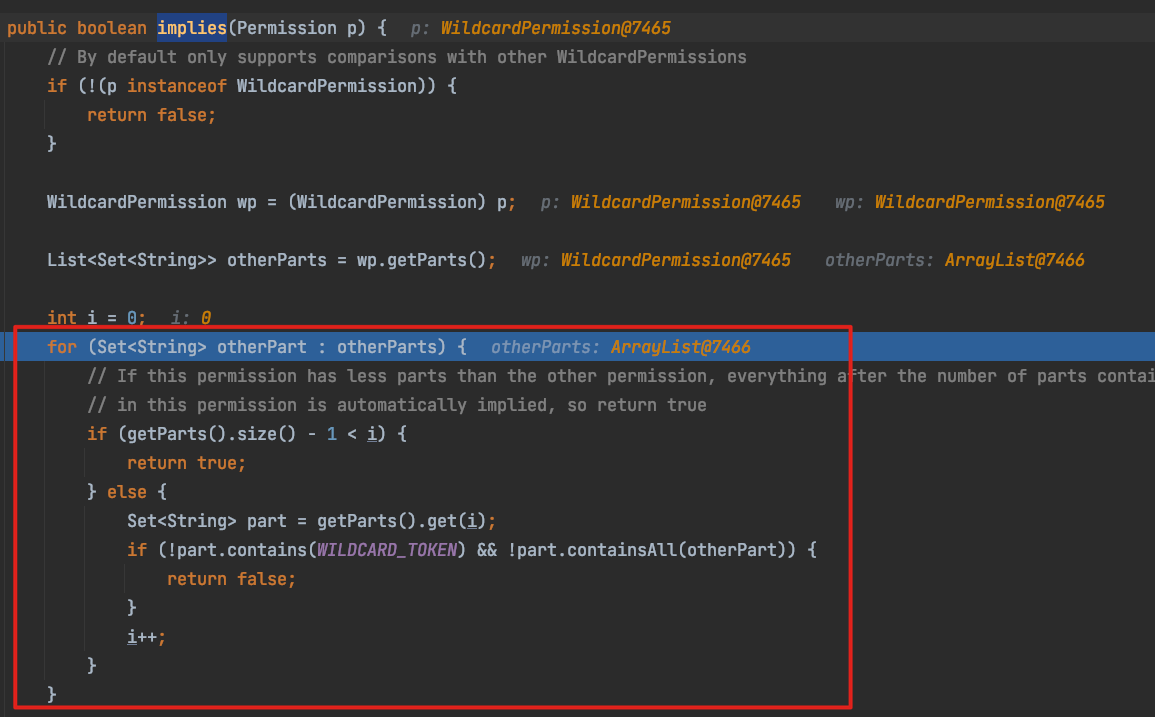 public boolean implies(Permission p) {  p: WildcardPermission@7465
    // By default only supports comparisons with other WildcardPermissions
    if (!(p instanceof WildcardPermission)) {
        return false;
    }
    WildcardPermission wp = (WildcardPermission) p;  p: WildcardPermission@7465  wp: WildcardPermission@7465
    List<Set<String>> otherParts = wp.getParts();  wp: WildcardPermission@7465  otherParts: ArrayList@7466
    int i = 0;  i: 0
    for (Set<String> otherPart : otherParts) {  otherParts: ArrayList@7466
        // If this permission has less parts than the other permission, everything after the number of parts contai
        // in this permission is automatically implied, so return true
        if (getParts().size() - 1 < i) {
            return true;
        } else {
            Set<String> part = getParts().get(i);
            if (!part.contains(WILDCARD_TOKEN) && !part.containsAll(otherPart)) {
                return false;
            }
            i++;
        }
    }